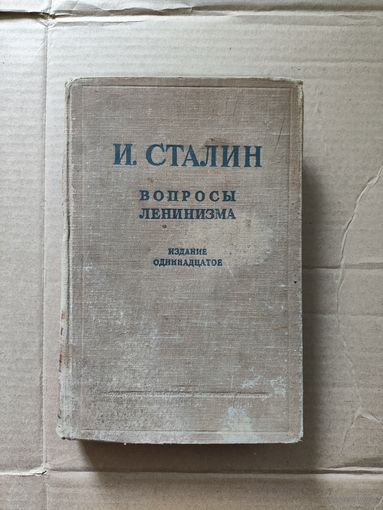 И. СТАЛИН
ВОПРОСЫ
ЛЕНИНИЗМА
ИЗДАНИЕ
ОДИННАДЦАТОЕ